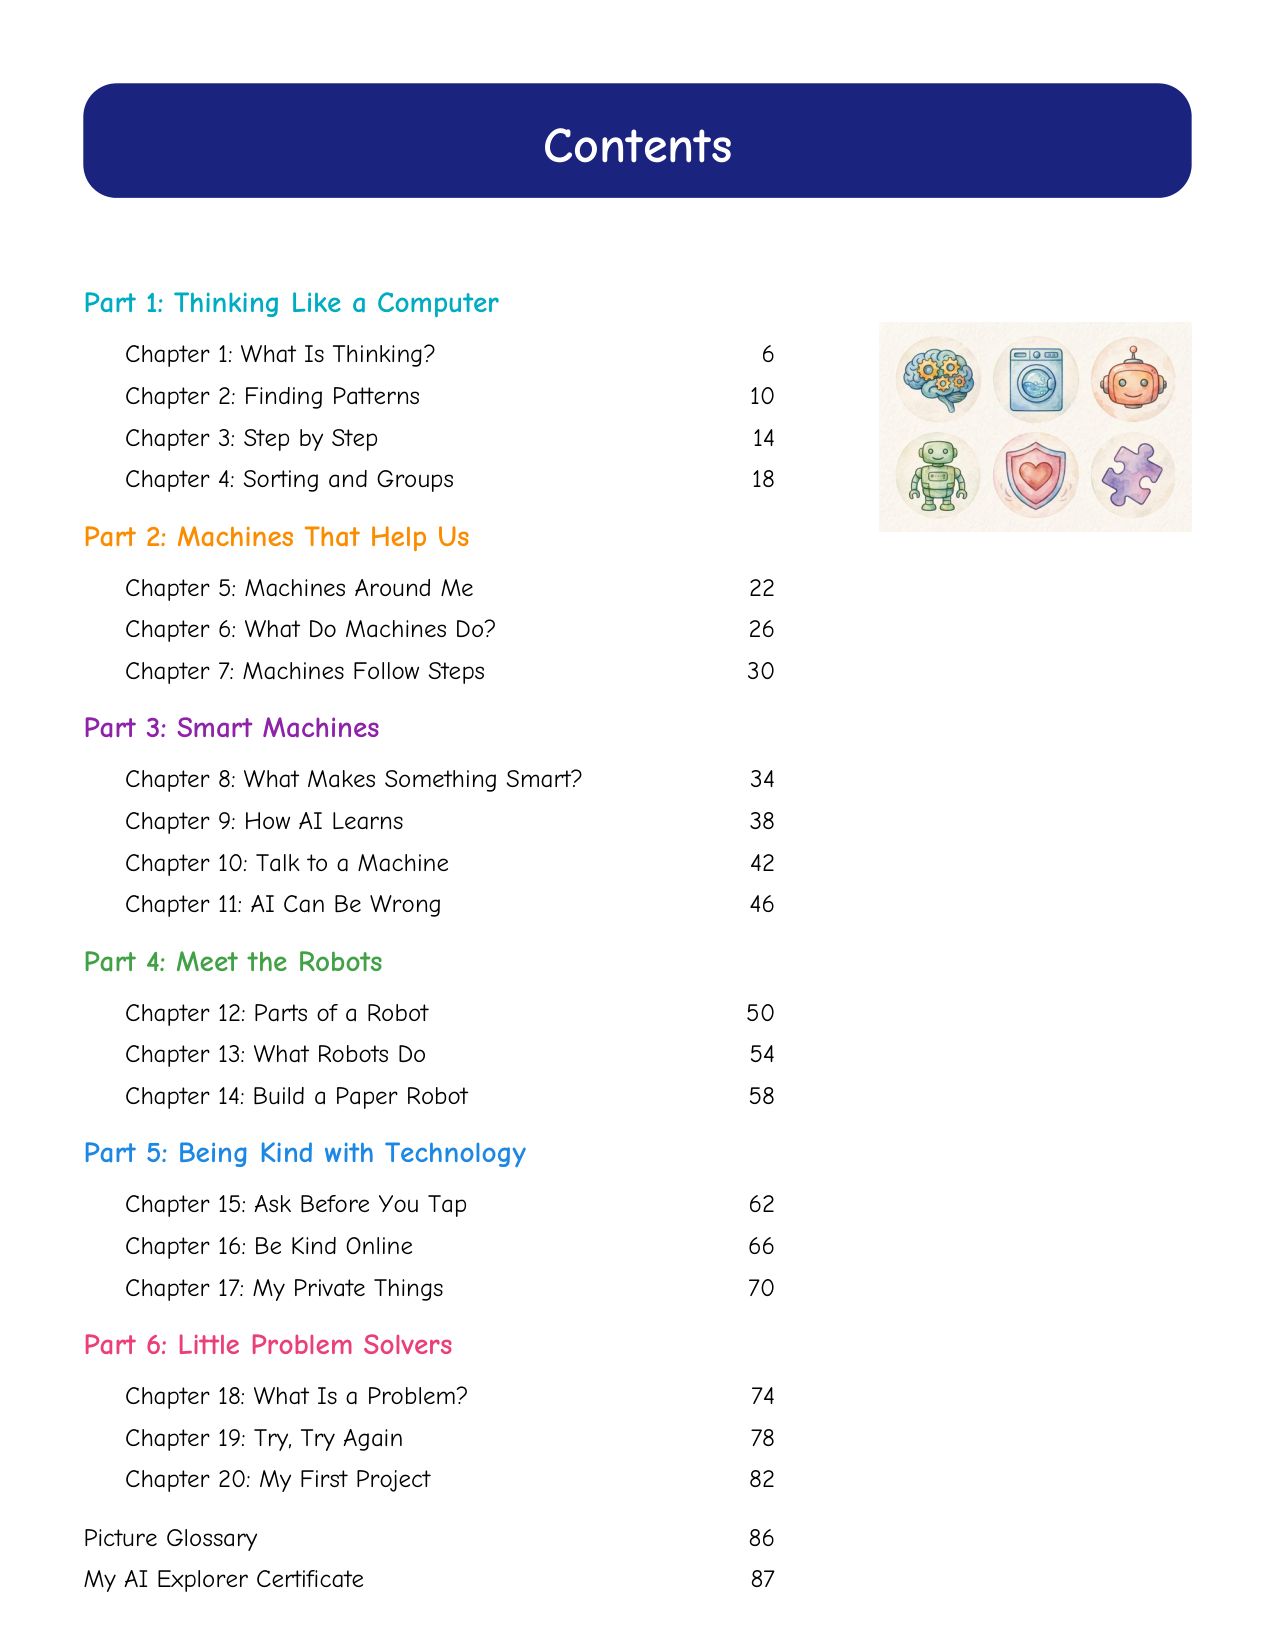 Contents
Part 1: Thinking Like a Computer
Chapter 1: What Is Thinking? 6
Chapter 2: Finding Patterns 10
Chapter 3: Step by Step 14
Chapter 4: Sorting and Groups 18
Part 2: Machines That Help Us
Chapter 5: Machines Around Me 22
Chapter 6: What Do Machines Do? 26
Chapter 7: Machines Follow Steps 30
Part 3: Smart Machines
Chapter 8: What Makes Something Smart? 34
Chapter 9: How AI Learns 38
Chapter 10: Talk to a Machine 42
Chapter 11: AI Can Be Wrong 46
Part 4: Meet the Robots
Chapter 12: Parts of a Robot 50
Chapter 13: What Robots Do 54
Chapter 14: Build a Paper Robot 58
Part 5: Being Kind with Technology
Chapter 15: Ask Before You Tap 62
Chapter 16: Be Kind Online 66
Chapter 17: My Private Things 70
Part 6: Little Problem Solvers
Chapter 18: What Is a Problem? 74
Chapter 19: Try, Try Again 78
Chapter 20: My First Project 82
Picture Glossary 86
My AI Explorer Certificate 87